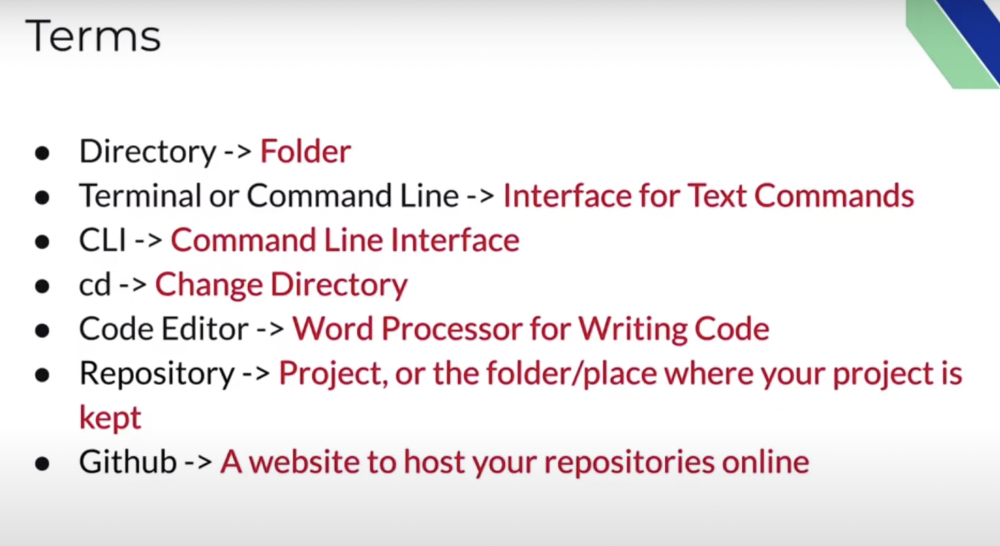 Terms
● Directory -> Folder
● Terminal or Command Line -> Interface for Text Commands
● CLI -> Command Line Interface
● cd -> Change Directory
● Code Editor -> Word Processor for Writing Code
● Repository -> Project, or the folder/place where your project is
kept
● Github -> A website to host your repositories online